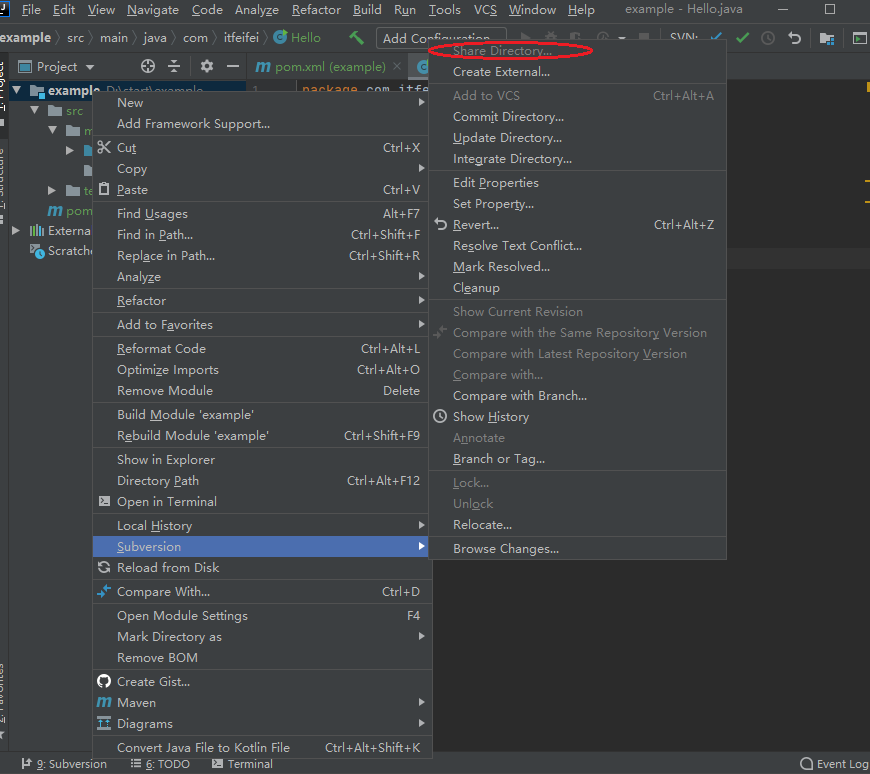 File Edit View Navigate Code Analyze Refactor Build Run Tools VCS Window Help example - Hello.java
example src main java com itfeifei Hello Add Configuration... SVN:
Project pom.xml (example)
example D:\start\example 1 package com.itfe
src
External
Scratche
New
Add Framework Support...
Cut Ctrl+X
Copy
Paste Ctrl+V
Find Usages Alt+F7
Find in Path... Ctrl+Shift+F
Replace in Path... Ctrl+Shift+R
Analyze
Refactor
Add to Favorites
Reformat Code Ctrl+Alt+L
Optimize Imports Ctrl+Alt+O
Remove Module Delete
Build Module 'example'
Rebuild Module 'example' Ctrl+Shift+F9
Show in Explorer
Directory Path Ctrl+Alt+F12
Open in Terminal
Local History
Subversion
Reload from Disk
Compare With... Ctrl+D
Open Module Settings F4
Mark Directory as
Remove BOM
Create Gist...
Maven
Diagrams
Convert Java File to Kotlin File Ctrl+Alt+Shift+K
Share Directory...
Create External...
Add to VCS Ctrl+Alt+A
Commit Directory...
Update Directory...
Integrate Directory...
Edit Properties
Set Property...
Revert... Ctrl+Alt+Z
Resolve Text Conflict...
Mark Resolved...
Cleanup
Show Current Revision
Compare with the Same Repository Version
Compare with Latest Repository Version
Compare with...
Compare with Branch...
Show History
Annotate
Branch or Tag...
Lock...
Unlock
Relocate...
Browse Changes...
9: Subversion 6: TODO Terminal Event Log